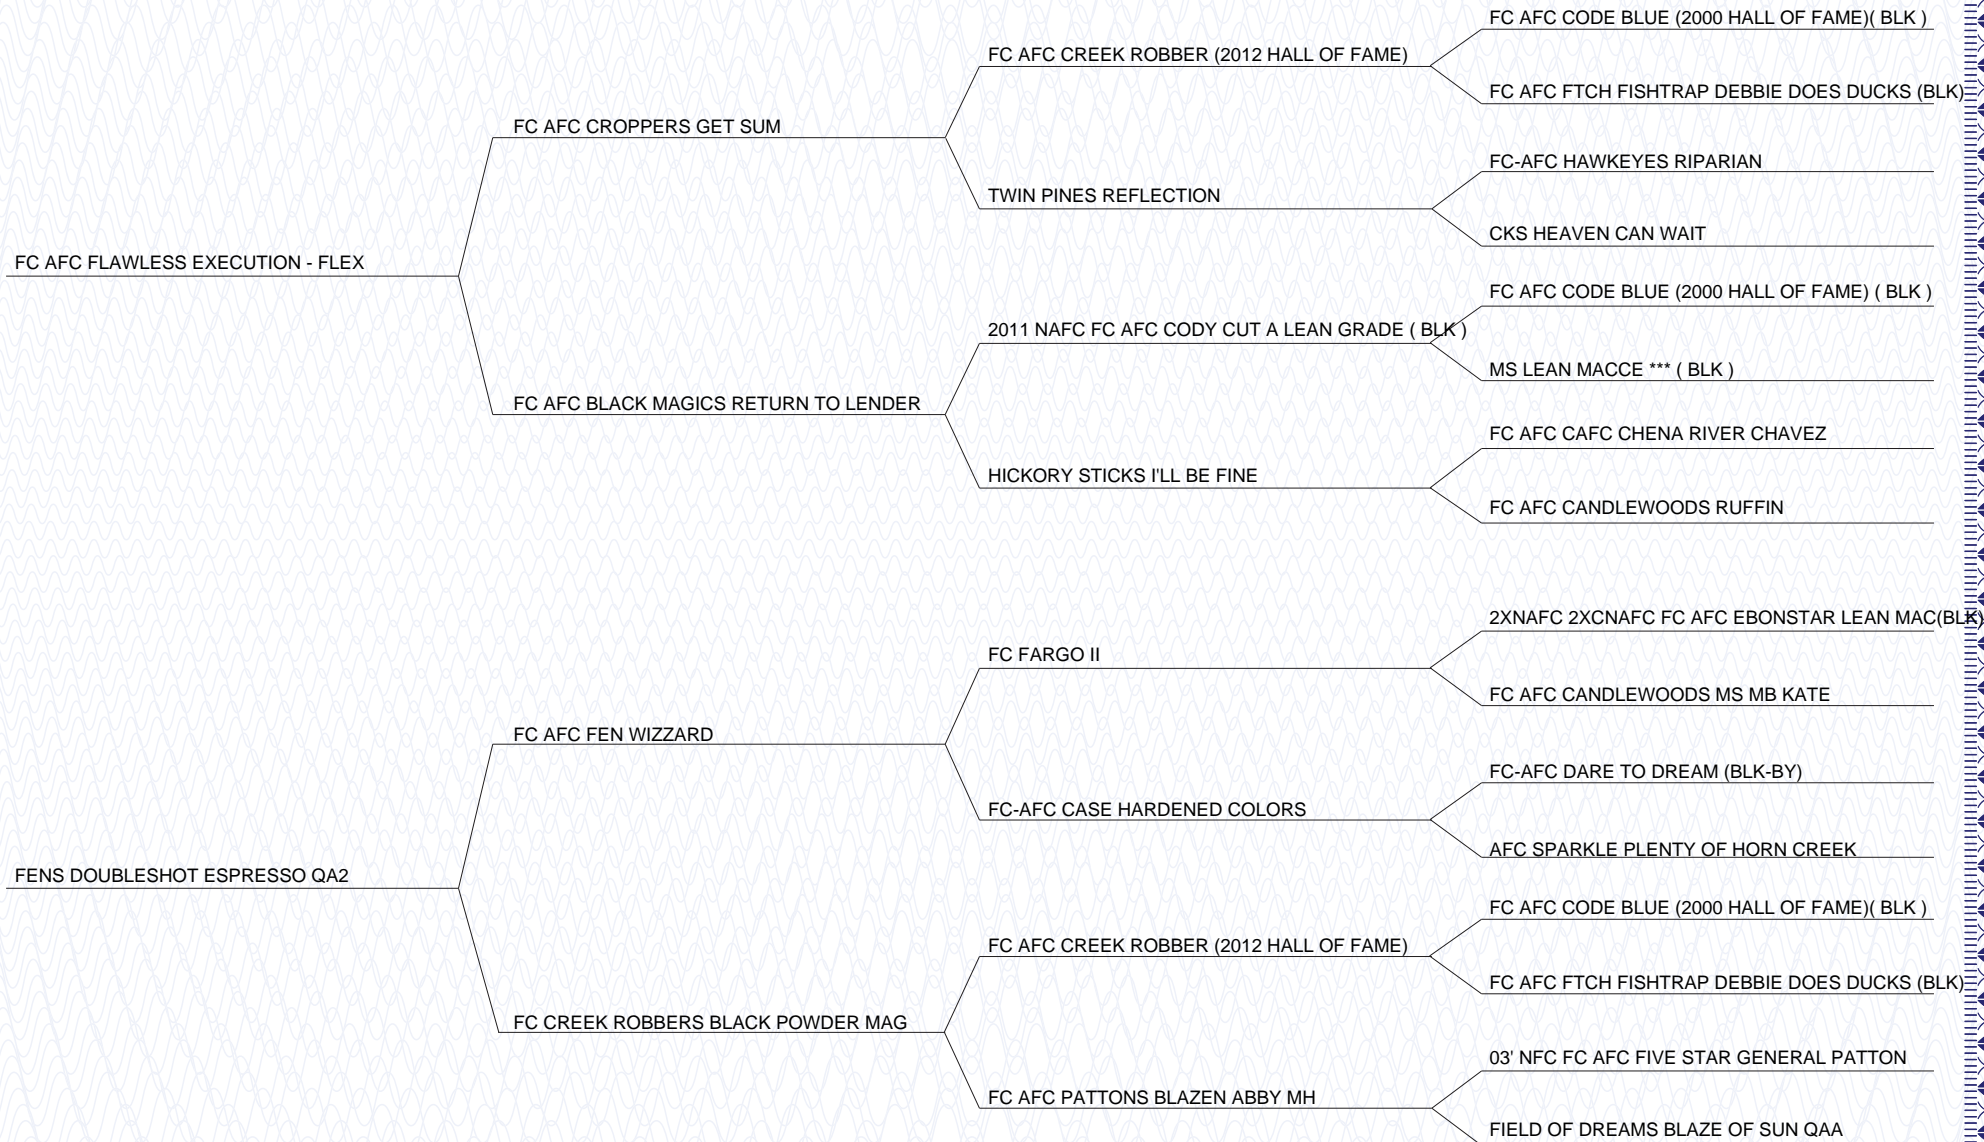 FC AFC CODE BLUE (2000 HALL OF FAME)( BLK )
FC AFC CREEK ROBBER (2012 HALL OF FAME)
FC AFC FTCH FISHTRAP DEBBIE DOES DUCKS (BLK)
FC AFC CROPPERS GET SUM
FC-AFC HAWKEYES RIPARIAN
TWIN PINES REFLECTION
CKS HEAVEN CAN WAIT
FC AFC FLAWLESS EXECUTION - FLEX
FC AFC CODE BLUE (2000 HALL OF FAME) ( BLK )
2011 NAFC FC AFC CODY CUT A LEAN GRADE ( BLK )
MS LEAN MACCE *** ( BLK )
FC AFC BLACK MAGICS RETURN TO LENDER
FC AFC CAFC CHENA RIVER CHAVEZ
HICKORY STICKS I'LL BE FINE
FC AFC CANDLEWOODS RUFFIN
2XNAFC 2XCNAFC FC AFC EBONSTAR LEAN MAC(BLK)
FC FARGO II
FC AFC CANDLEWOODS MS MB KATE
FC AFC FEN WIZZARD
FC-AFC DARE TO DREAM (BLK-BY)
FC-AFC CASE HARDENED COLORS
AFC SPARKLE PLENTY OF HORN CREEK
FENS DOUBLESHOT ESPRESSO QA2
FC AFC CODE BLUE (2000 HALL OF FAME)( BLK )
FC AFC CREEK ROBBER (2012 HALL OF FAME)
FC AFC FTCH FISHTRAP DEBBIE DOES DUCKS (BLK)
FC CREEK ROBBERS BLACK POWDER MAG
03' NFC FC AFC FIVE STAR GENERAL PATTON
FC AFC PATTONS BLAZEN ABBY MH
FIELD OF DREAMS BLAZE OF SUN QAA